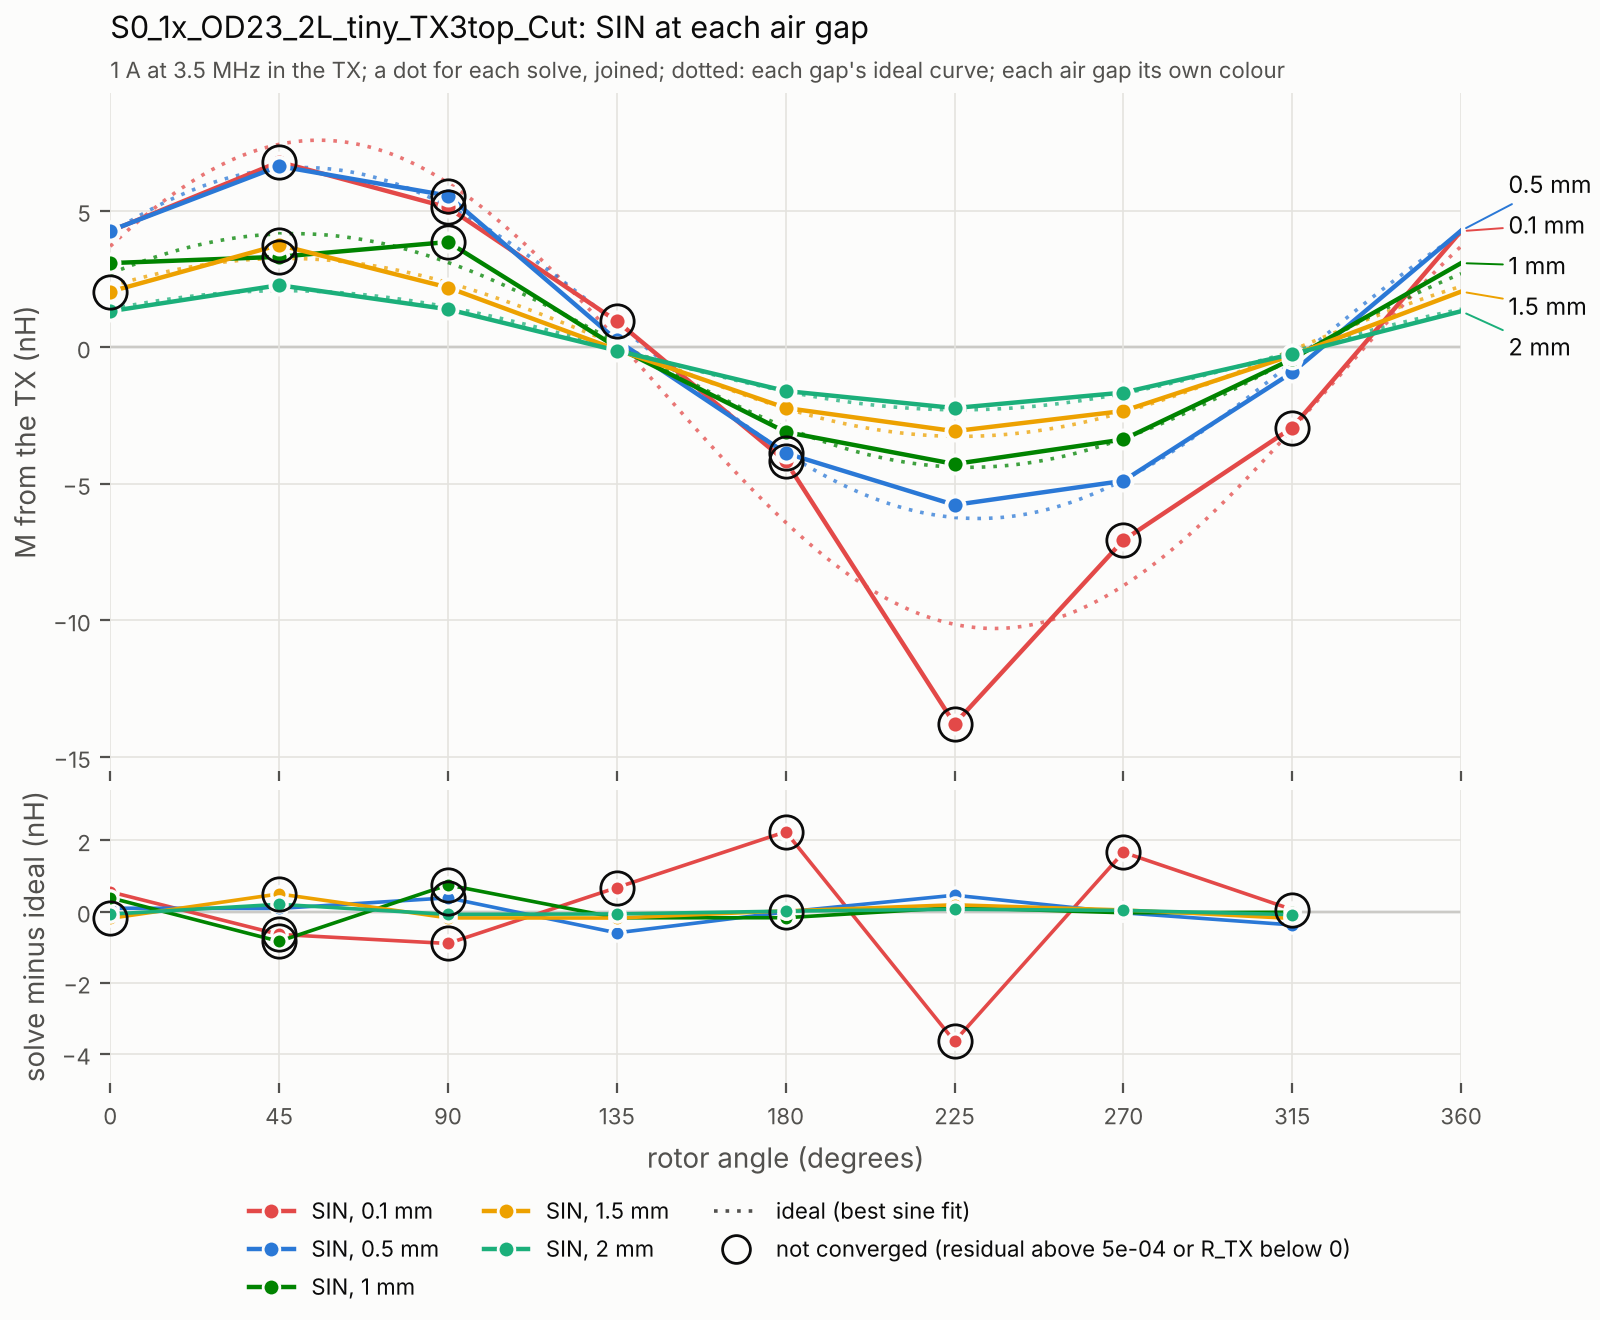 S0_1x_OD23_2L_tiny_TX3top_Cut: SIN at each air gap
1 A at 3.5 MHz in the TX; a dot for each solve, joined; dotted: each gap's ideal curve; each air gap its own colour
M from the TX (nH)
5
0
−5
−10
−15
0.5 mm
0.1 mm
1 mm
1.5 mm
2 mm
solve minus ideal (nH)
2
0
−2
−4
0 45 90 135 180 225 270 315 360
rotor angle (degrees)
SIN, 0.1 mm SIN, 1.5 mm ideal (best sine fit)
SIN, 0.5 mm SIN, 2 mm not converged (residual above 5e-04 or R_TX below 0)
SIN, 1 mm